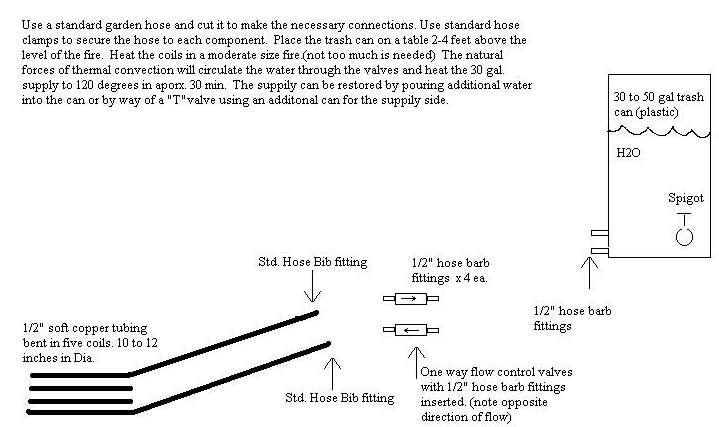 Use a standard garden hose and cut it to make the necessary connections. Use standard hose
clamps to secure the hose to each component.  Place the trash can on a table 2-4 feet above the
level of the fire.  Heat the coils in a moderate size fire.(not too much is needed)  The natural
forces of thermal convection will circulate the water through the valves and heat the 30 gal.
supply to 120 degrees in aporx. 30 min.  The suppily can be restored by pouring additional water
into the can or by way of a "T"valve using an additonal can for the suppily side.
30 to 50 gal trash
can (plastic)
H2O
Spigot
Std. Hose Bib fitting
1/2" hose barb
fittings  x 4 ea.
1/2" hose barb
fittings
1/2" soft copper tubing
bent in five coils. 10 to 12
inches in Dia.
One way flow control valves
with 1/2" hose barb fittings
inserted. (note opposite
direction of flow)
Std. Hose Bib fitting